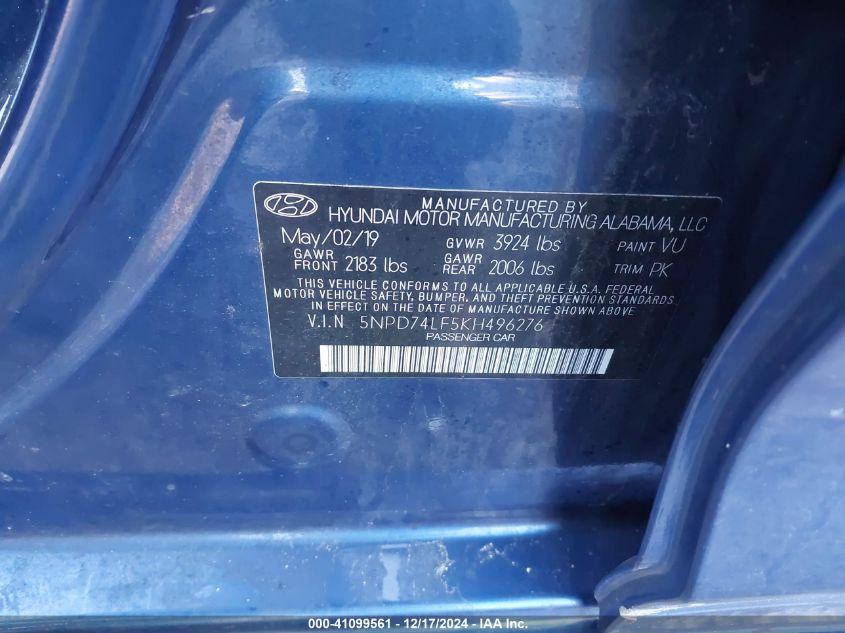 MANUFACTURED BY
HYUNDAI MOTOR MANUFACTURING ALABAMA, LLC
May/02/19 GVWR 3924 lbs PAINT VU
GAWR FRONT 2183 lbs GAWR REAR 2006 lbs TRIM PK
THIS VEHICLE CONFORMS TO ALL APPLICABLE U.S.A. FEDERAL
MOTOR VEHICLE SAFETY, BUMPER, AND THEFT PREVENTION STANDARDS
IN EFFECT ON THE DATE OF MANUFACTURE SHOWN ABOVE.
V.I.N 5NPD74LF5KH496276
PASSENGER CAR
000-41099561 - 12/17/2024 - IAA Inc.